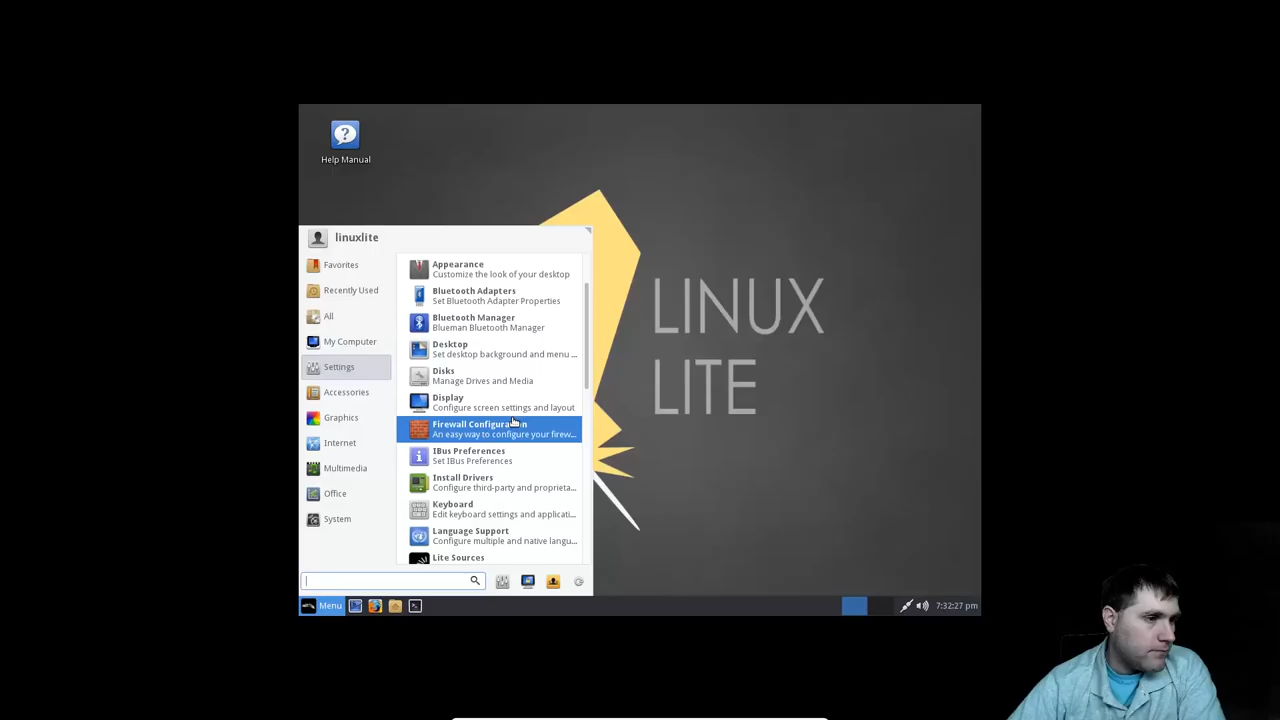 Help Manual
linuxlite
Favorites
Recently Used
All
My Computer
Settings
Accessories
Graphics
Internet
Multimedia
Office
System
Appearance
Customize the look of your desktop
Bluetooth Adapters
Set Bluetooth Adapter Properties
Bluetooth Manager
Blueman Bluetooth Manager
Desktop
Set desktop background and menu ...
Disks
Manage Drives and Media
Display
Configure screen settings and layout
Firewall Configuration
An easy way to configure your firew...
IBus Preferences
Set IBus Preferences
Install Drivers
Configure third-party and proprieta...
Keyboard
Edit keyboard settings and applicati...
Language Support
Configure multiple and native langu...
Lite Sources
LINUX
LITE
Menu
7:32:27 pm